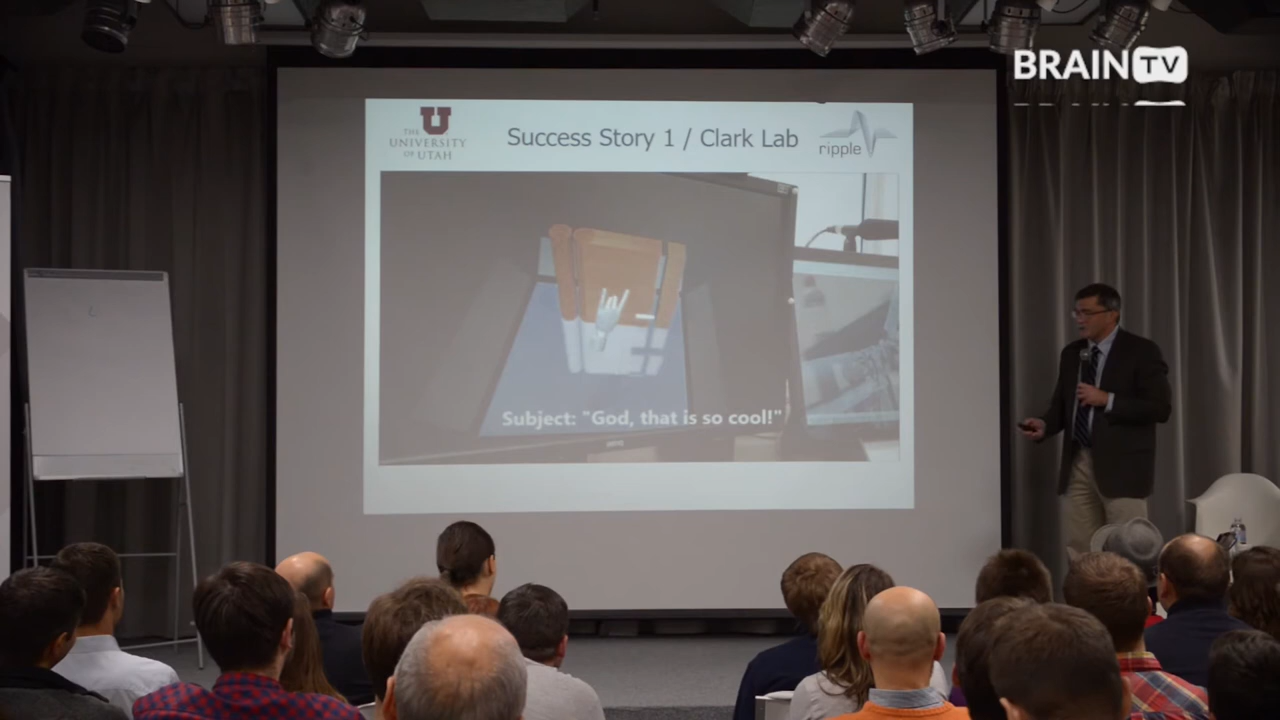 BRAIN TV
THE
UNIVERSITY
OF UTAH
Success Story 1 / Clark Lab
ripple
Subject: "God, that is so cool!"